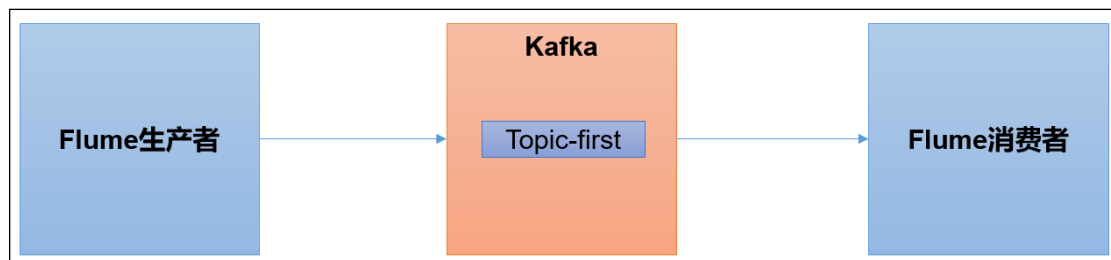 Flume生产者
Kafka
Topic-first
Flume消费者